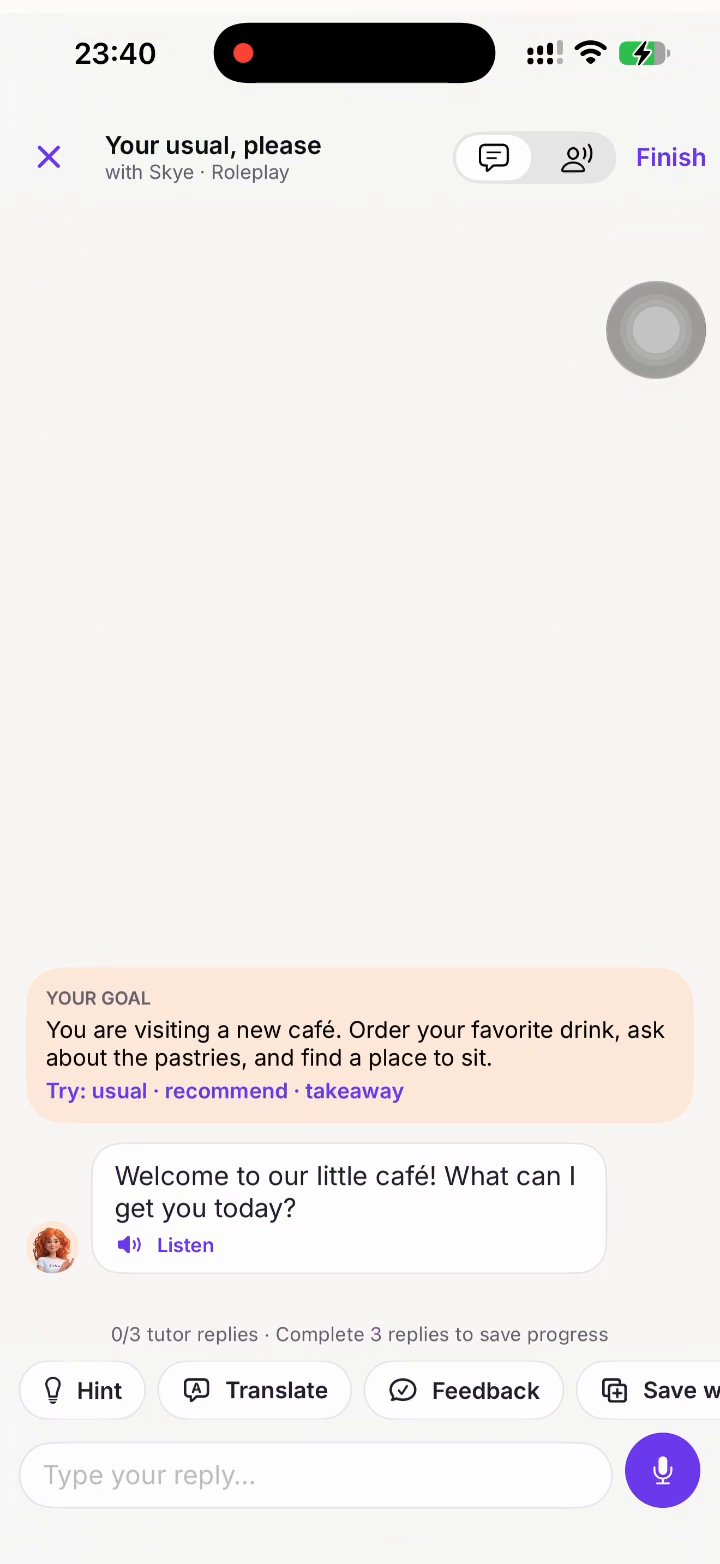 23:40
Your usual, please
with Skye · Roleplay
Finish
YOUR GOAL
You are visiting a new café. Order your favorite drink, ask
about the pastries, and find a place to sit.
Try: usual · recommend · takeaway
Welcome to our little café! What can I
get you today?
Listen
0/3 tutor replies · Complete 3 replies to save progress
Hint
Translate
Feedback
Save w
Type your reply...